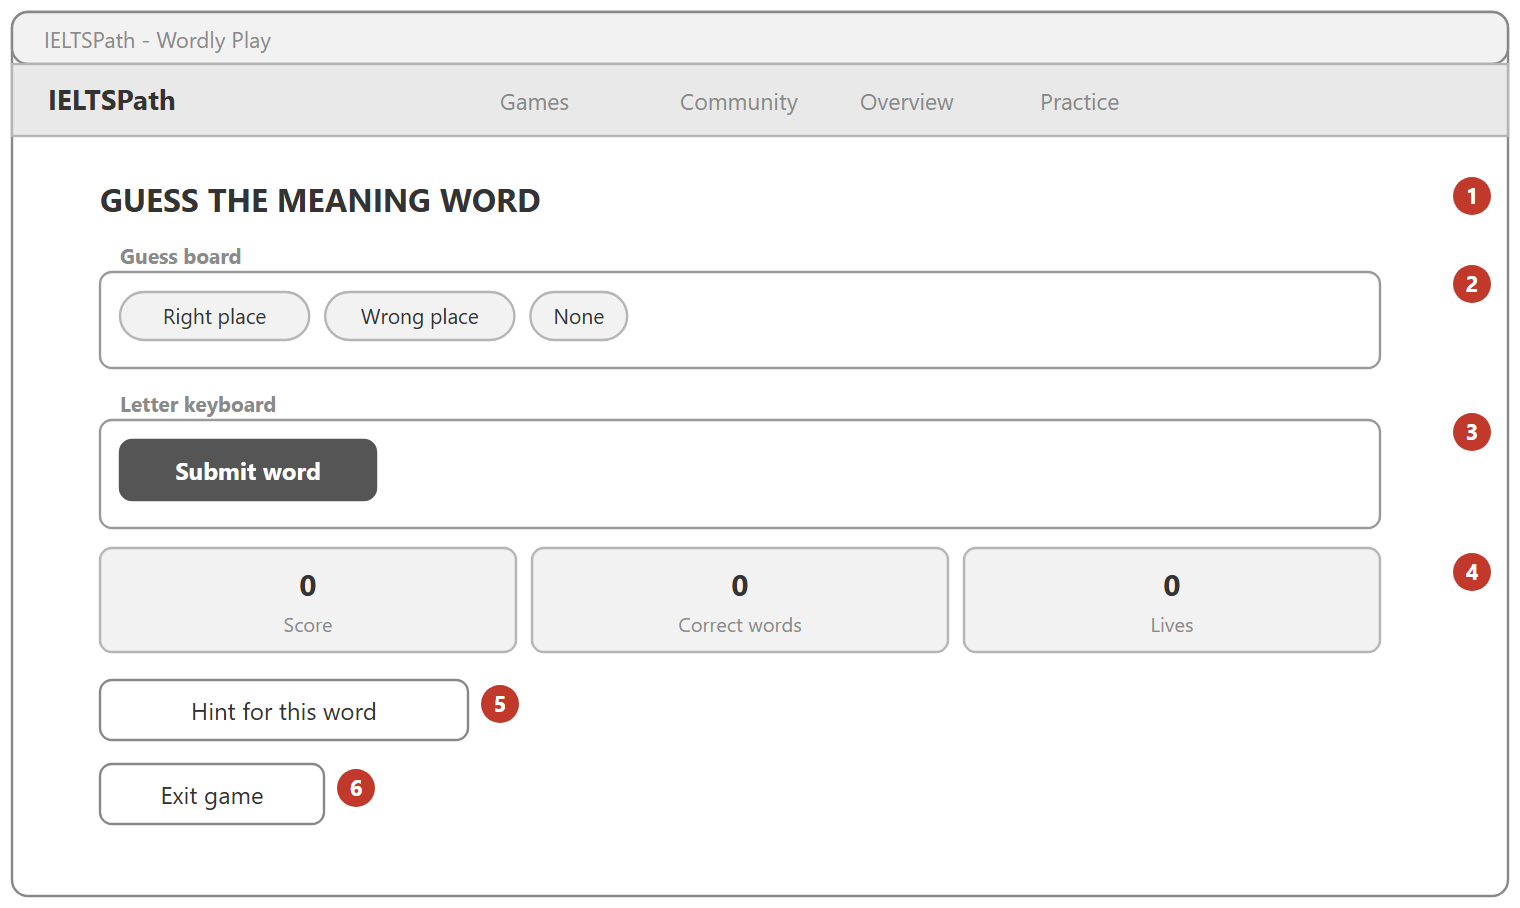 IELTSPath - Wordly Play
IELTSPath Games Community Overview Practice
GUESS THE MEANING WORD 1
Guess board 2
Right place Wrong place None
Letter keyboard 3
Submit word
0 0 0 4
Score Correct words Lives
Hint for this word 5
Exit game 6